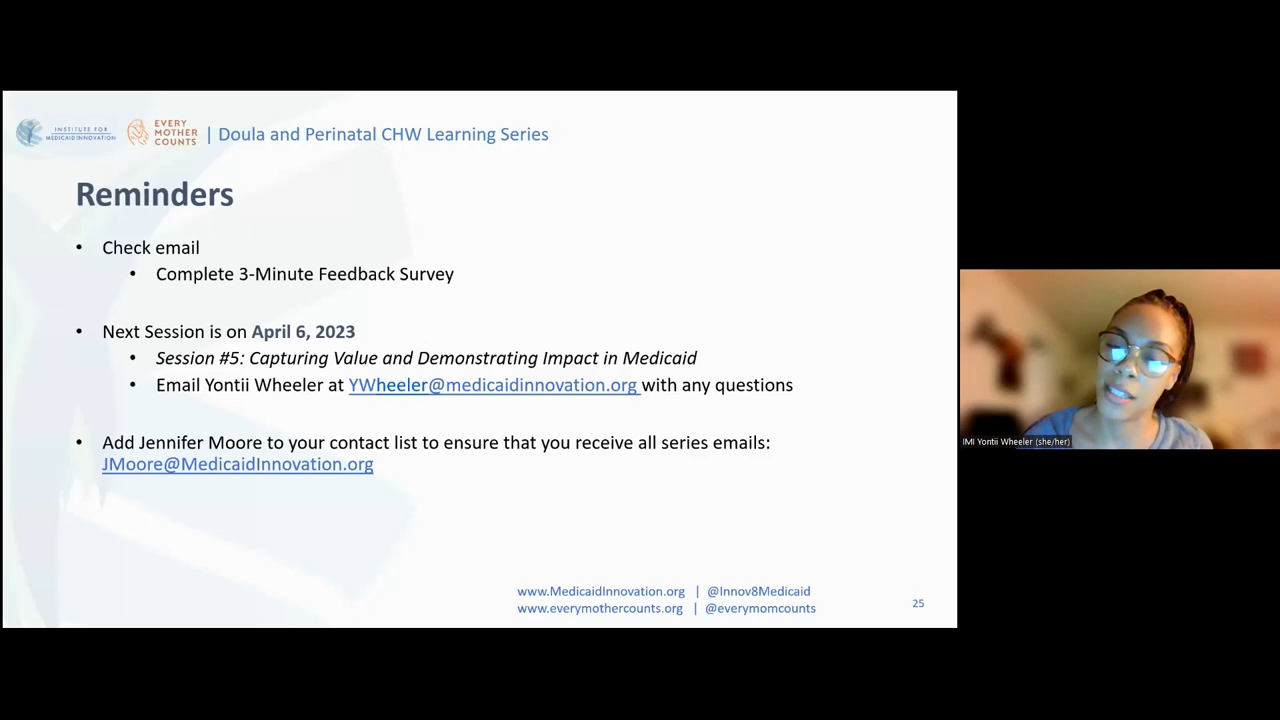 INSTITUTE FOR
MEDICAID INNOVATION
EVERY
MOTHER
COUNTS
| Doula and Perinatal CHW Learning Series
Reminders
• Check email
• Complete 3-Minute Feedback Survey
• Next Session is on April 6, 2023
• Session #5: Capturing Value and Demonstrating Impact in Medicaid
• Email Yontii Wheeler at YWheeler@medicaidinnovation.org with any questions
• Add Jennifer Moore to your contact list to ensure that you receive all series emails:
JMoore@MedicaidInnovation.org
IMI Yontii Wheeler (she/her)
www.MedicaidInnovation.org | @Innov8Medicaid
www.everymothercounts.org | @everymomcounts
25